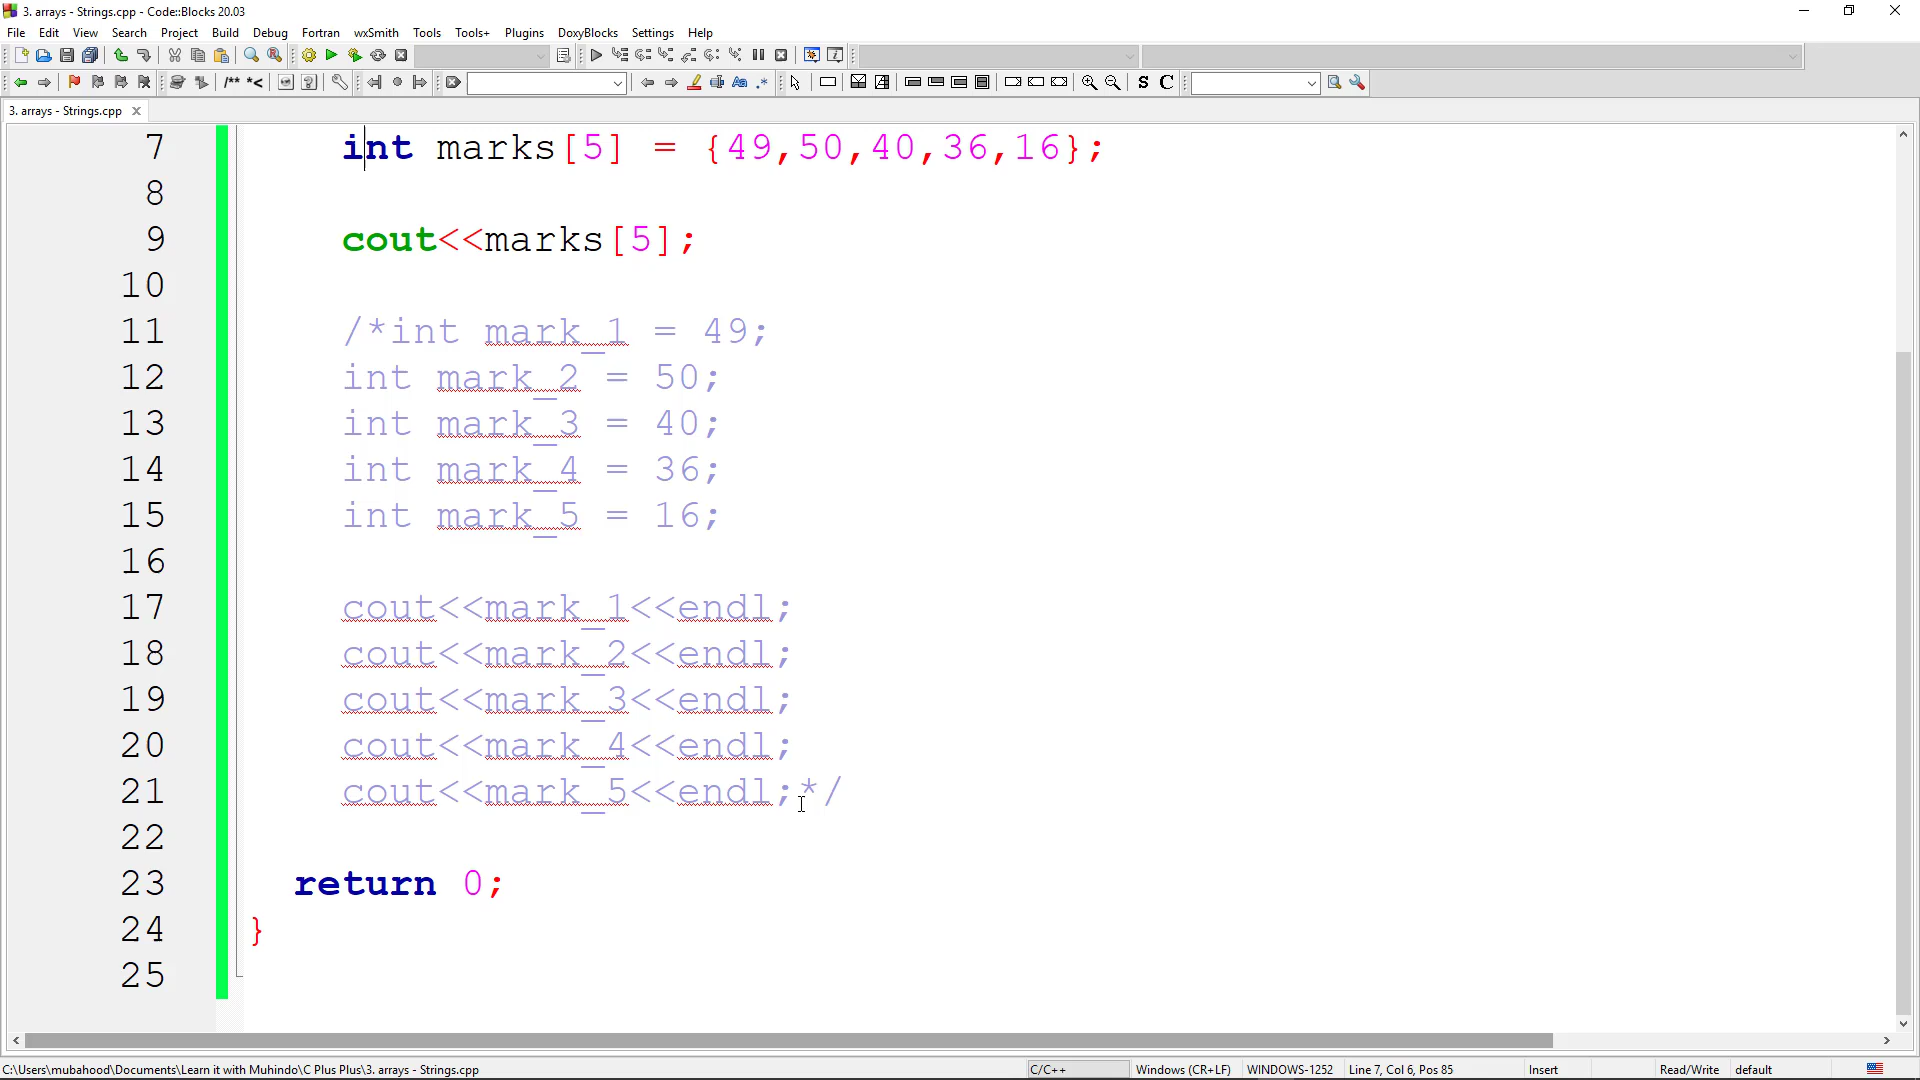 3. arrays - Strings.cpp - Code::Blocks 20.03
File Edit View Search Project Build Debug Fortran wxSmith Tools Tools+ Plugins DoxyBlocks Settings Help
/** *< Aa .* S C
3. arrays - Strings.cpp
7 int marks[5] = {49,50,40,36,16};
8
9 cout<<marks[5];
10
11 /*int mark_1 = 49;
12 int mark_2 = 50;
13 int mark_3 = 40;
14 int mark_4 = 36;
15 int mark_5 = 16;
16
17 cout<<mark_1<<endl;
18 cout<<mark_2<<endl;
19 cout<<mark_3<<endl;
20 cout<<mark_4<<endl;
21 cout<<mark_5<<endl;*/
22
23 return 0;
24 }
25
C:\Users\mubahood\Documents\Learn it with Muhindo\C Plus Plus\3. arrays - Strings.cpp C/C++ Windows (CR+LF) WINDOWS-1252 Line 7, Col 6, Pos 85 Insert Read/Write default